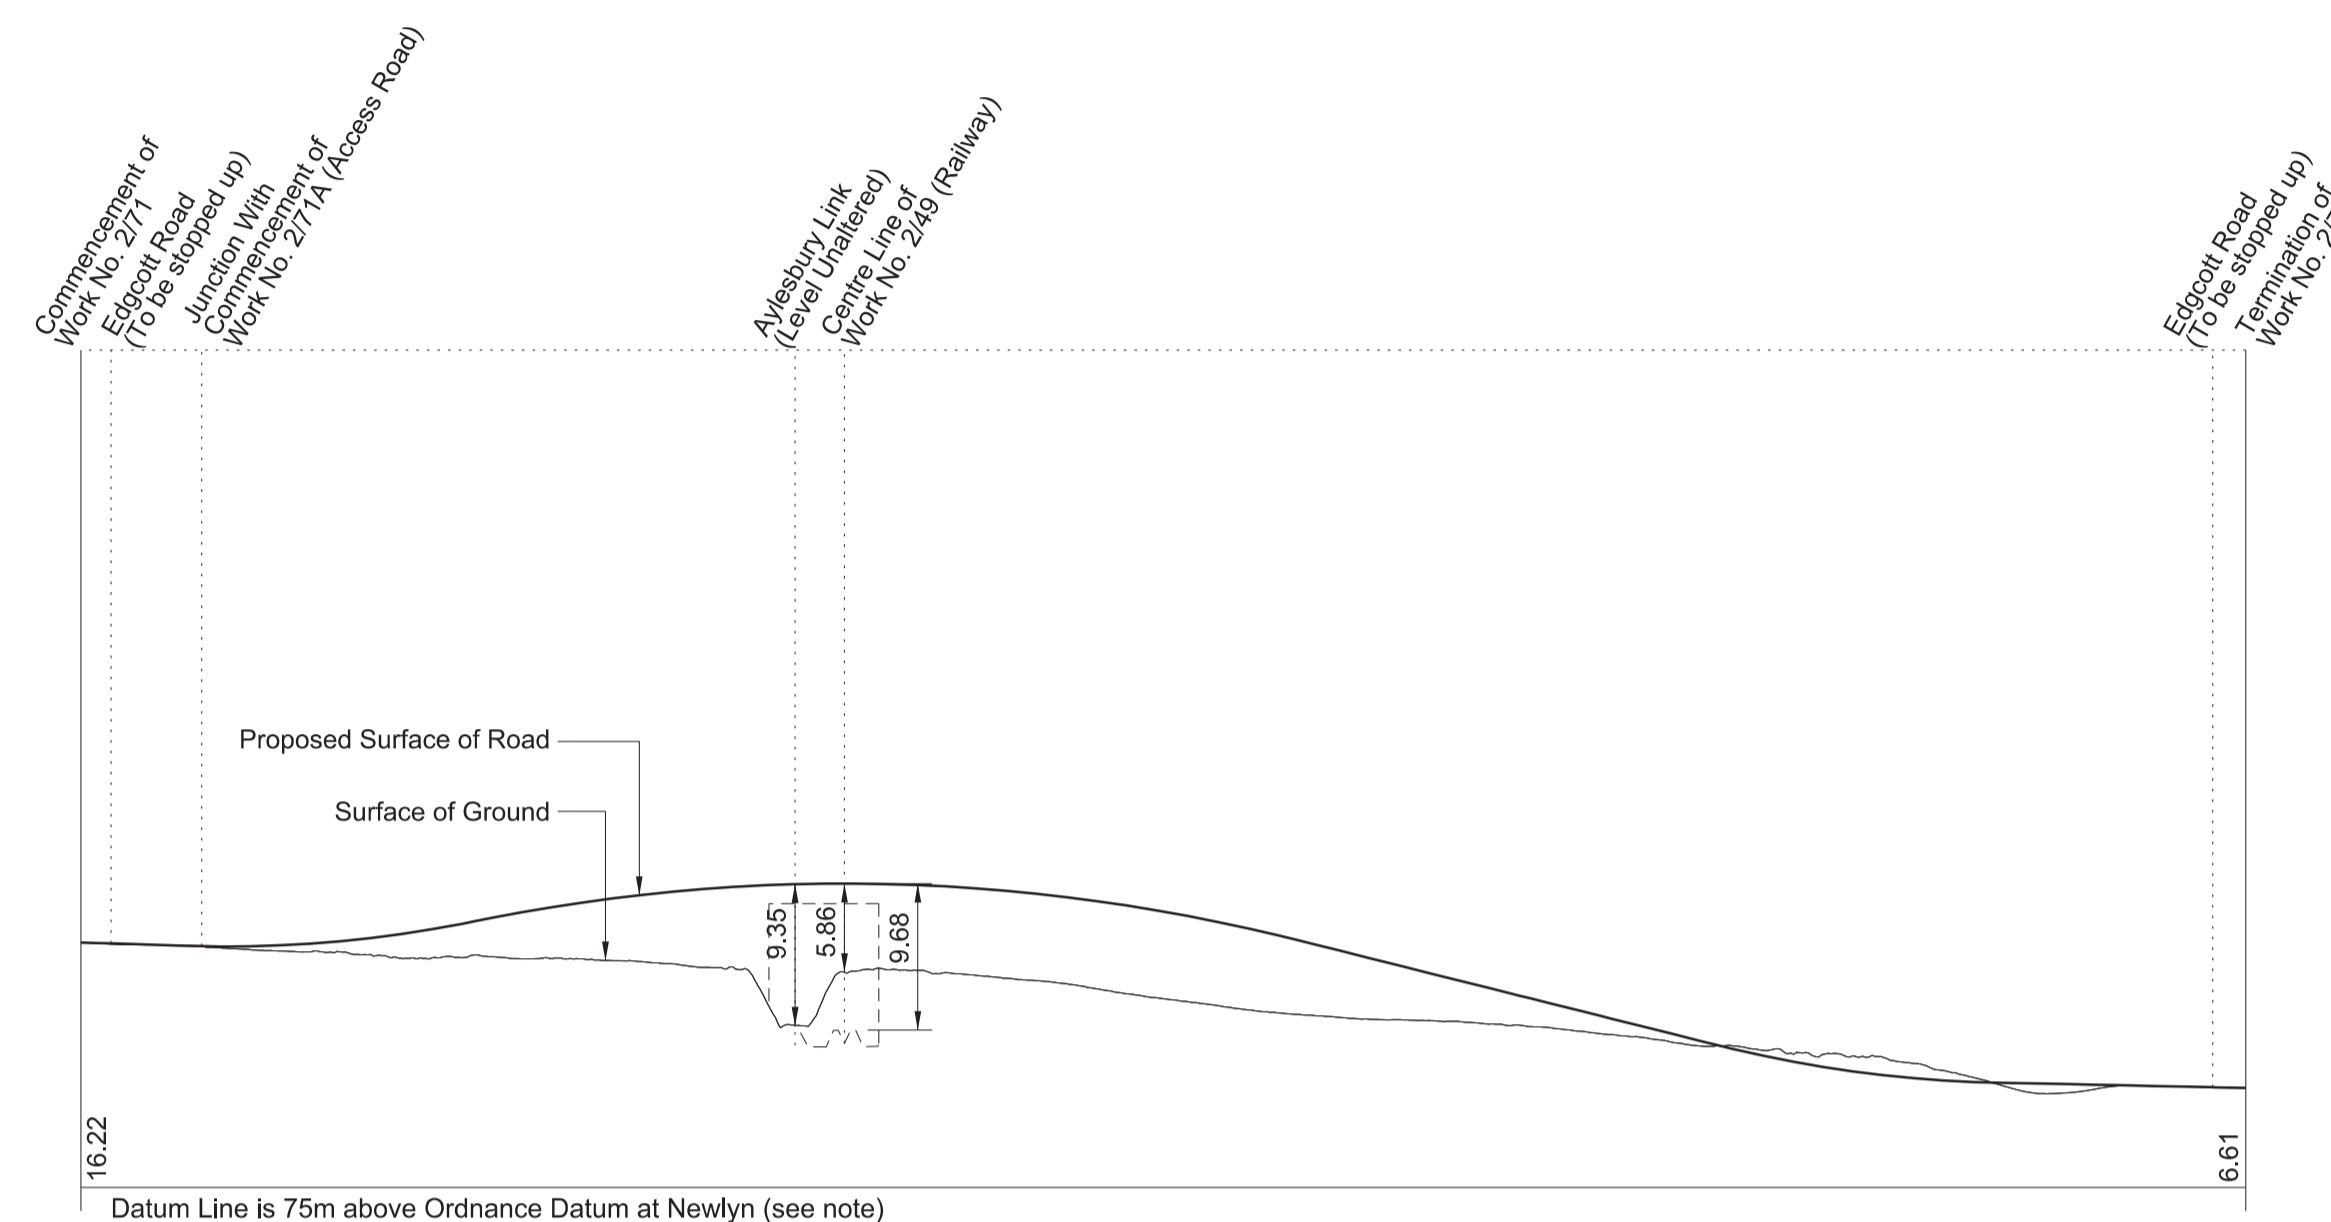 Commencement of
Work No. 2/71
Edgcott Road
(To be stopped up)
Junction With
Commencement of
Work No. 2/71A (Access Road)
Aylesbury Link
(Level Unaltered)
Centre Line of
Work No. 2/49 (Railway)
Edgcott Road
(To be stopped up)
Termination of
Work No.
Proposed Surface of Road
Surface of Ground
9.35
5.86
9.68
16.22
6.61
Datum Line is 75m above Ordnance Datum at Newlyn (see note)